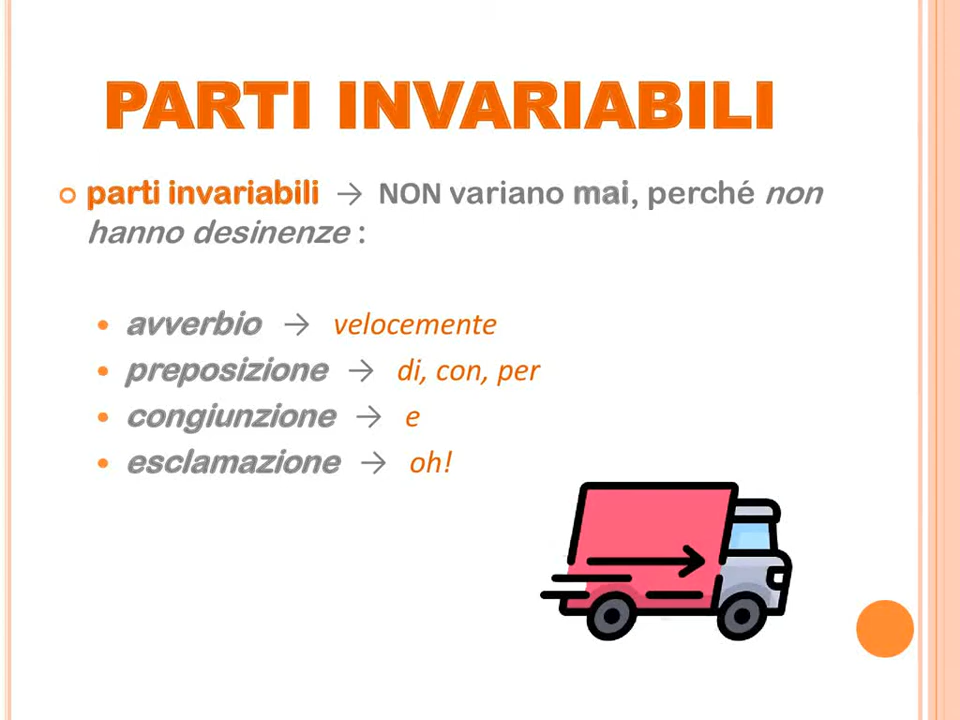 PARTI INVARIABILI
parti invariabili → NON variano mai, perché non
hanno desinenze :
avverbio → velocemente
preposizione → di, con, per
congiunzione → e
esclamazione → oh!